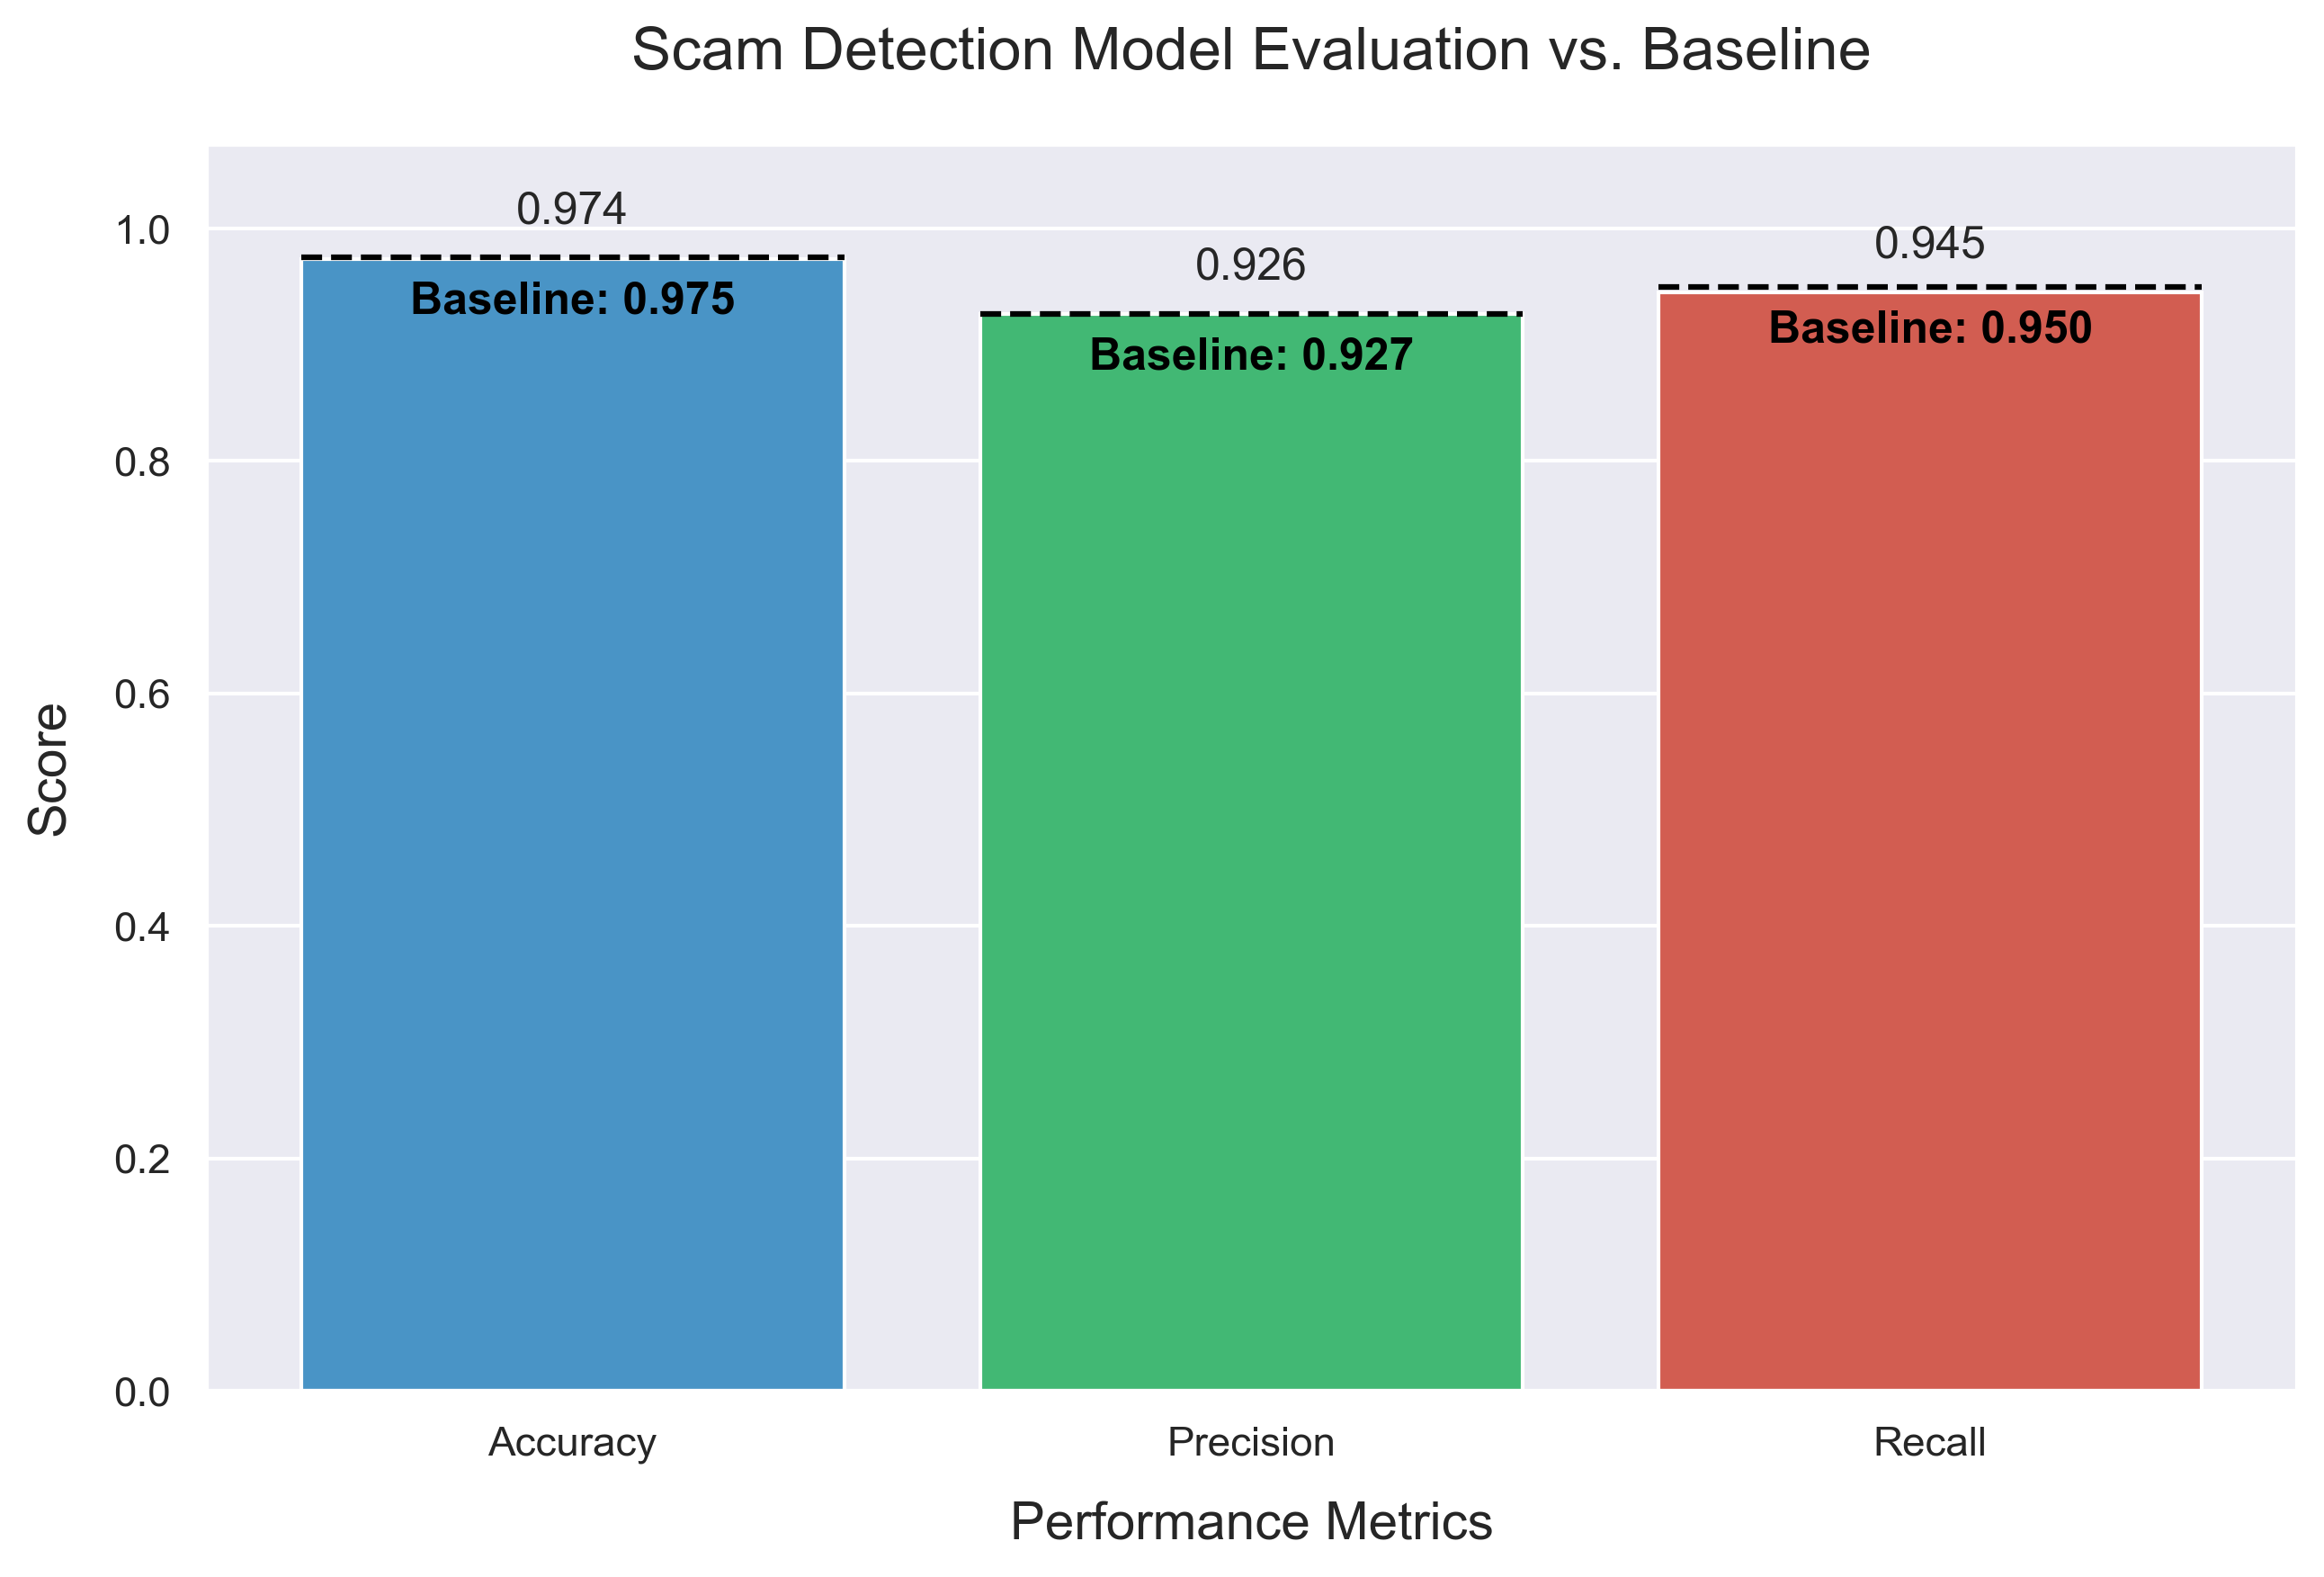 Scam Detection Model Evaluation vs. Baseline
Score
1.0
0.8
0.6
0.4
0.2
0.0
0.974
Baseline: 0.975
0.926
Baseline: 0.927
0.945
Baseline: 0.950
Accuracy
Precision
Recall
Performance Metrics